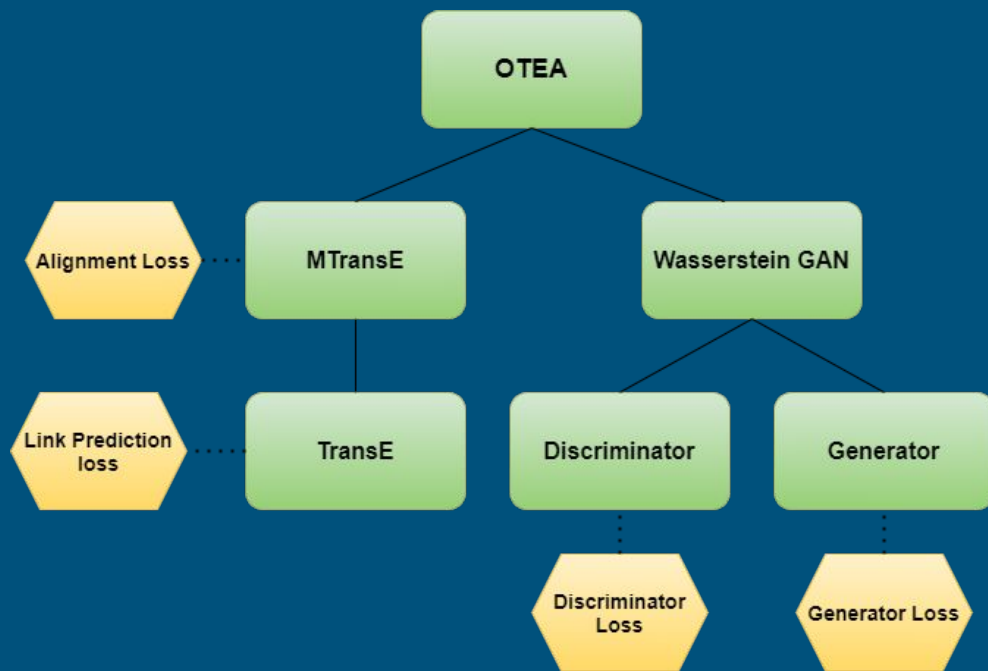 OTEA
Alignment Loss
MTransE
Wasserstein GAN
Link Prediction
loss
TransE
Discriminator
Generator
Discriminator
Loss
Generator Loss